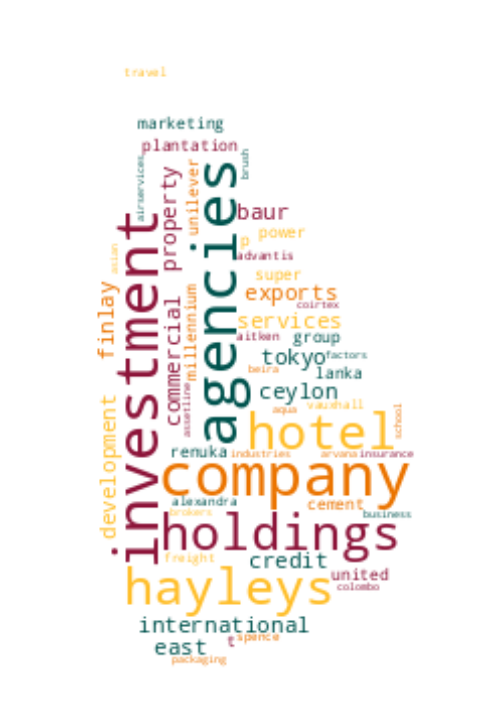 travel
marketing
plantation
airservices
brush
property
unilever
agencies
investment
baur
p
power
asian
advantis
super
finlay
millennium
exports
commercial
coirtex
services
aitken
group
tokyo
factors
beira
lanka
assetline
ceylon
development
aqua
vauxhall
school
hotel
renuka
industries
arvana
insurance
company
alexandra
cement
brokers
business
holdings
freight
credit
united
hayleys
colombo
international
t
spence
east
packaging